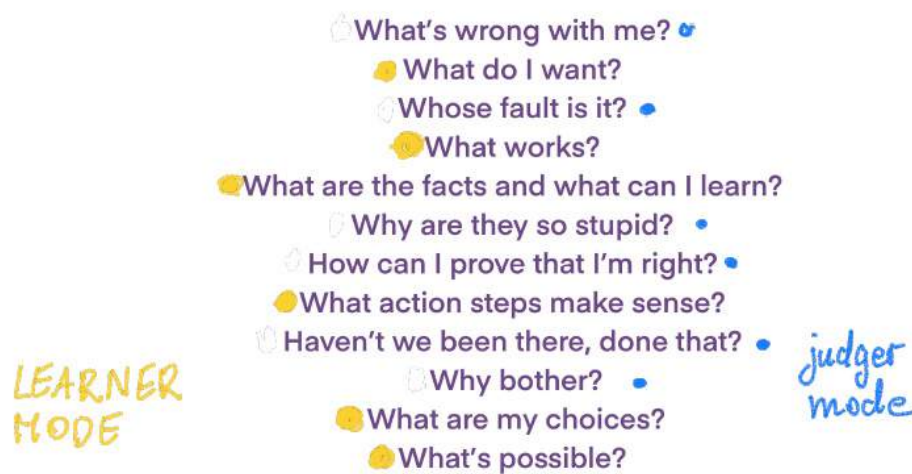 What's wrong with me?
What do I want?
Whose fault is it?
What works?
What are the facts and what can I learn?
Why are they so stupid?
How can I prove that I'm right?
What action steps make sense?
Haven't we been there, done that?
Why bother?
What are my choices?
What's possible?
LEARNER
MODE
judger
mode